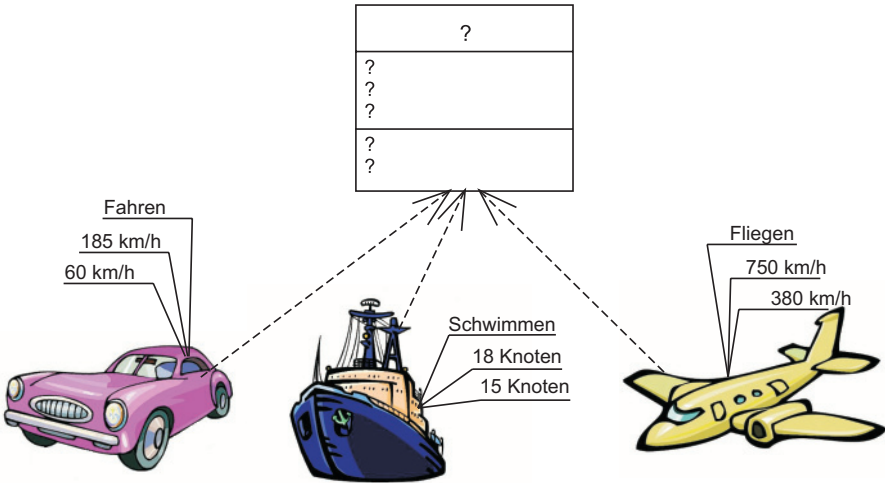 ?
?
?
?
?
?
Fahren
185 km/h
60 km/h
Schwimmen
18 Knoten
15 Knoten
Fliegen
750 km/h
380 km/h